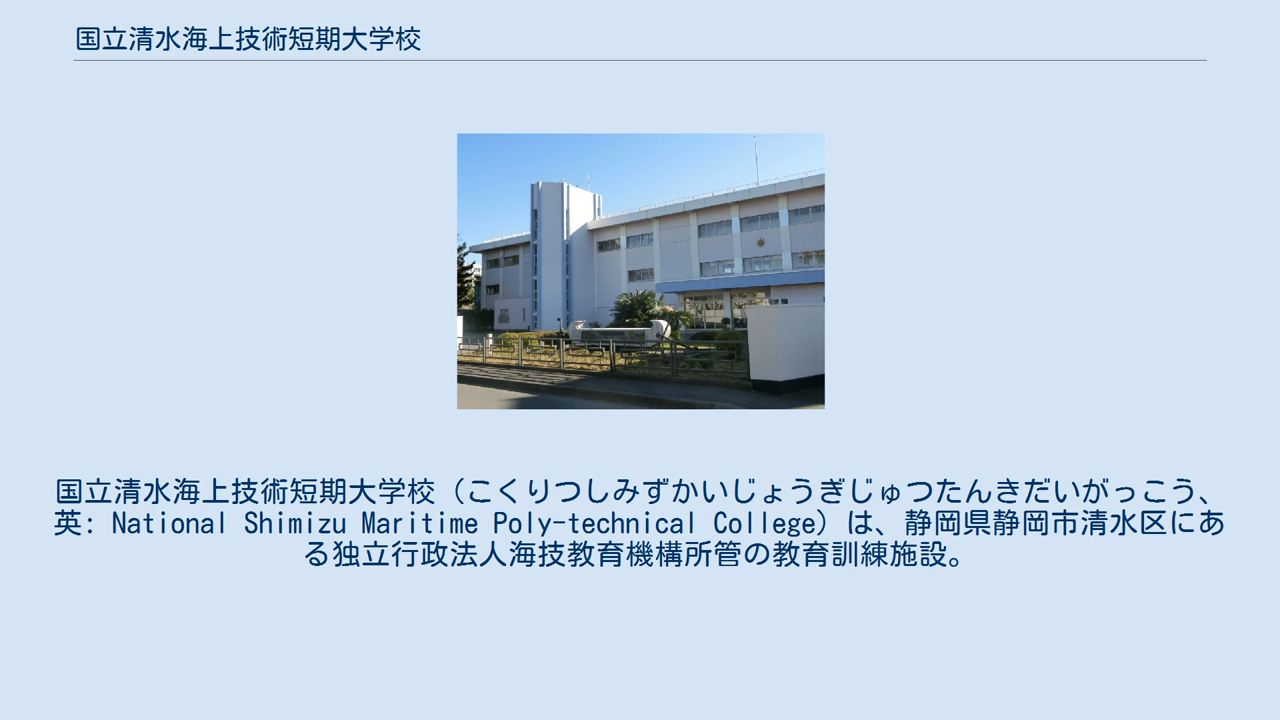 国立清水海上技術短期大学校
国立清水海上技術短期大学校（こくりつしみずかいじょうぎじゅつたんきだいがっこう、
英: National Shimizu Maritime Poly-technical College）は、静岡県静岡市清水区にあ
る独立行政法人海技教育機構所管の教育訓練施設。